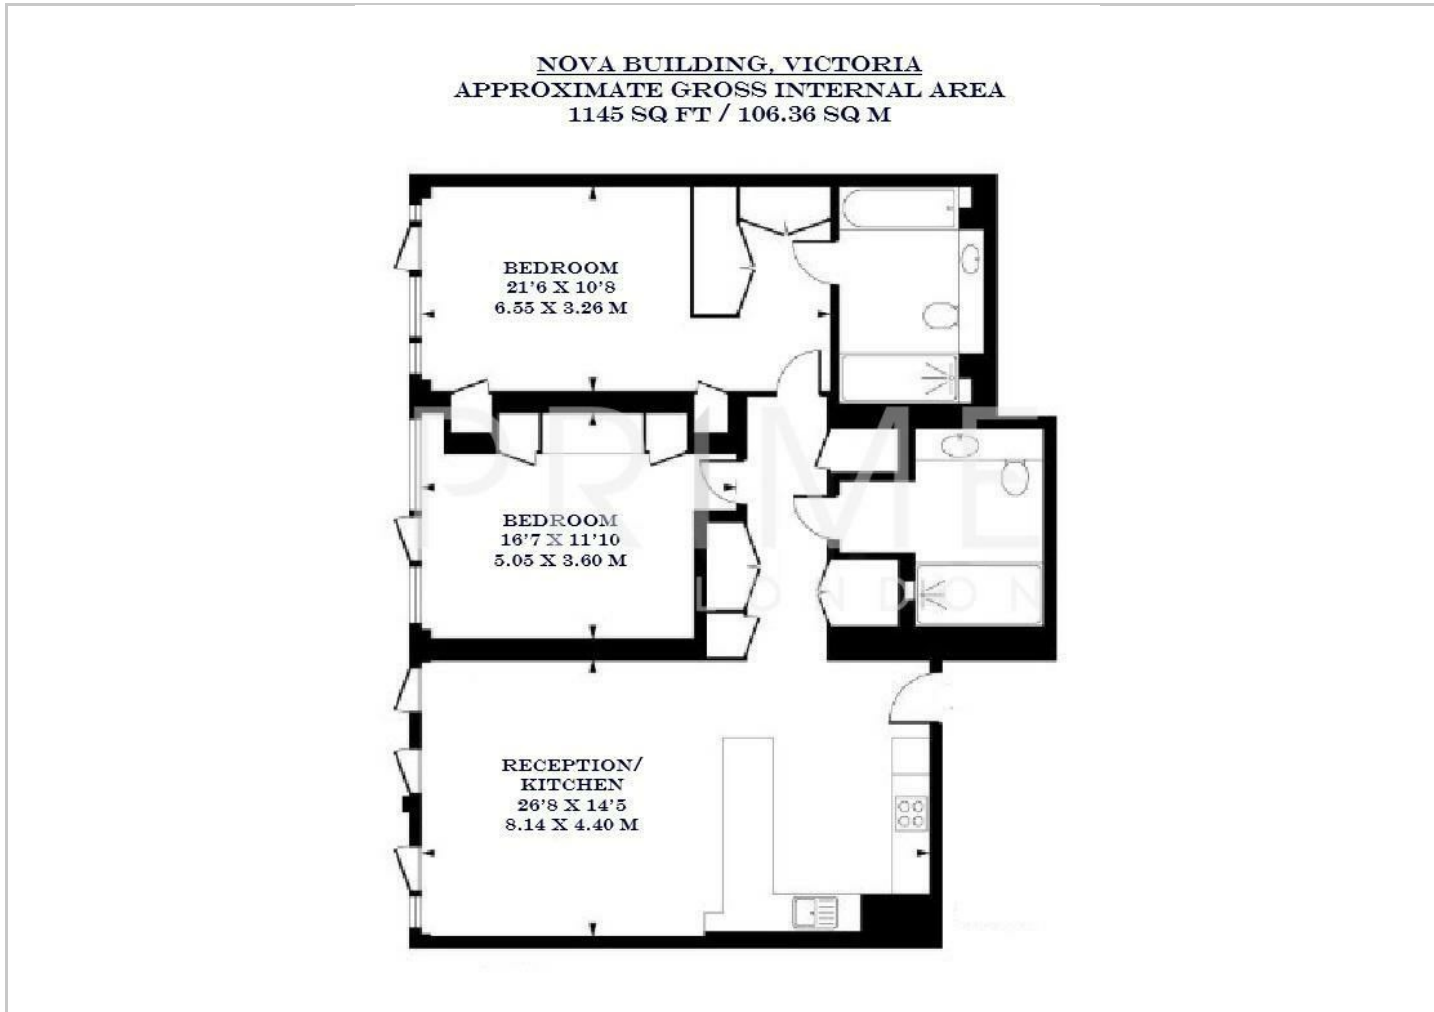 NOVA BUILDING, VICTORIA
APPROXIMATE GROSS INTERNAL AREA
1145 SQ FT / 106.36 SQ M
BEDROOM
21'6 X 10'8
6.55 X 3.26 M
PRIME
LONDON
BEDROOM
16'7 X 11'10
5.05 X 3.60 M
RECEPTION/
KITCHEN
26'8 X 14'5
8.14 X 4.40 M